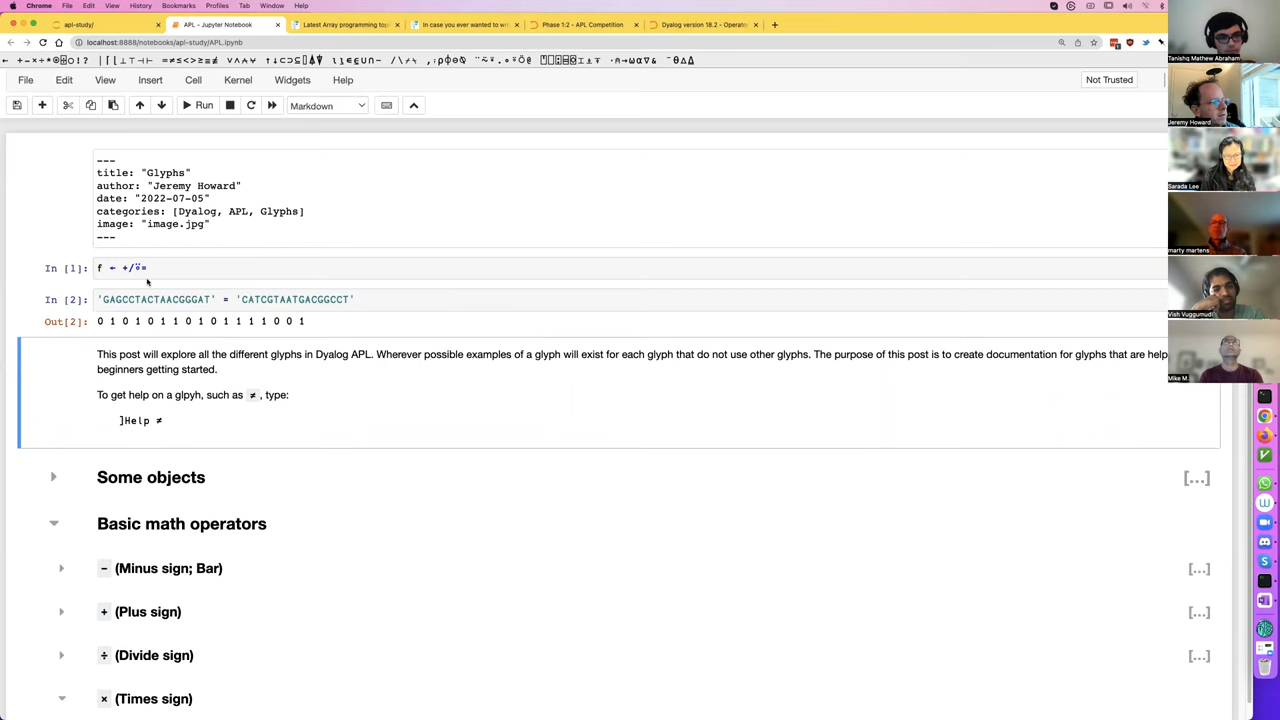 Chrome File Edit View History Bookmarks Profiles Tab Window Help
apl-study/
APL - Jupyter Notebook
Latest Array programming top
In case you ever wanted to wr
Phase 1:2 - APL Competition
Dyalog version 18.2 - Operato
localhost:8888/notebooks/apl-study/APL.ipynb
File Edit View Insert Cell Kernel Widgets Help
Not Trusted
Run
Markdown
---
title: "Glyphs"
author: "Jeremy Howard"
date: "2022-07-05"
categories: [Dyalog, APL, Glyphs]
image: "image.jpg"
---
In [1]: f ← +/⍤=
In [2]: 'GAGCCTACTAACGGGAT' = 'CATCGTAATGACGGCCT'
Out[2]: 0 1 0 1 0 1 1 0 1 0 1 1 1 1 0 0 1
This post will explore all the different glyphs in Dyalog APL. Wherever possible examples of a glyph will exist for each glyph that do not use other glyphs. The purpose of this post is to create documentation for glyphs that are help
beginners getting started.
To get help on a glpyh, such as ≠, type:
]Help ≠
Some objects
[...]
Basic math operators
- (Minus sign; Bar)
[...]
+ (Plus sign)
[...]
÷ (Divide sign)
[...]
× (Times sign)
Tanishq Mathew Abraham
Jeremy Howard
Sarada Lee
marty martens
Vish Vuggumudi
Mike M.